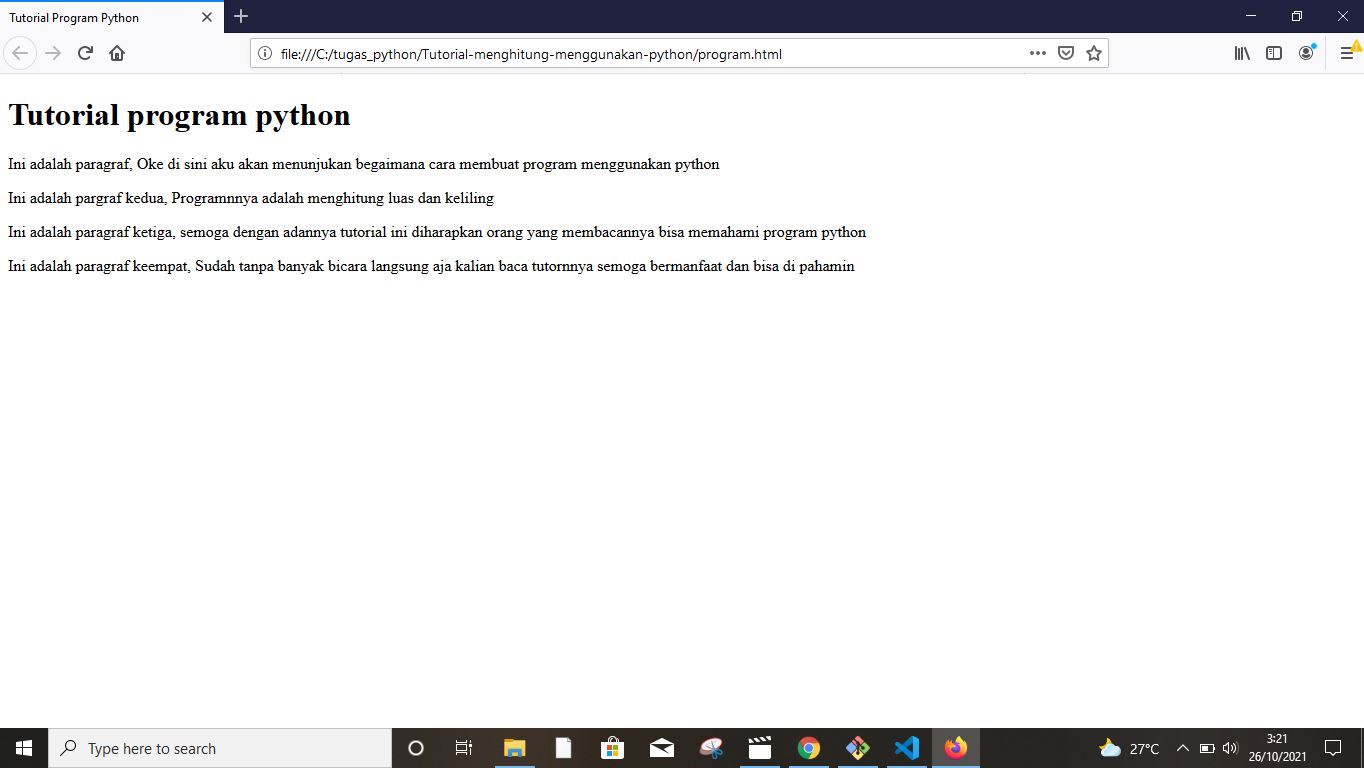 Tutorial Program Python
file:///C:/tugas_python/Tutorial-menghitung-menggunakan-python/program.html
Tutorial program python
Ini adalah paragraf, Oke di sini aku akan menunjukan begaimana cara membuat program menggunakan python
Ini adalah pargraf kedua, Programnnya adalah menghitung luas dan keliling
Ini adalah paragraf ketiga, semoga dengan adannya tutorial ini diharapkan orang yang membacannya bisa memahami program python
Ini adalah paragraf keempat, Sudah tanpa banyak bicara langsung aja kalian baca tutornnya semoga bermanfaat dan bisa di pahamin
Type here to search
27°C
3:21
26/10/2021